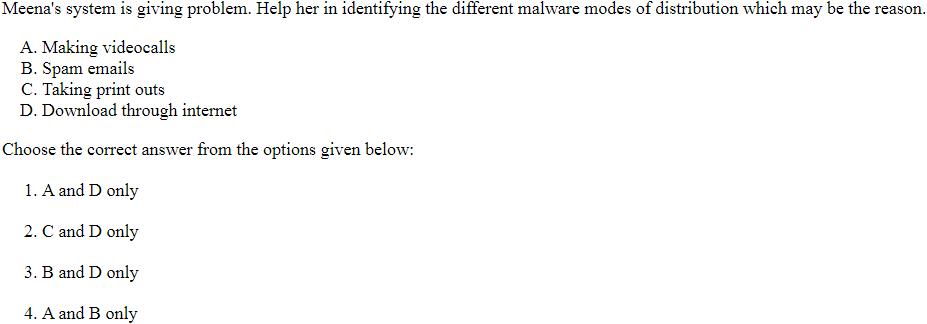 Meena's system is giving problem. Help her in identifying the different malware modes of distribution which may be the reason.
A. Making videocalls
B. Spam emails
C. Taking print outs
D. Download through internet
Choose the correct answer from the options given below:
1. A and D only
2. C and D only
3. B and D only
4. A and B only